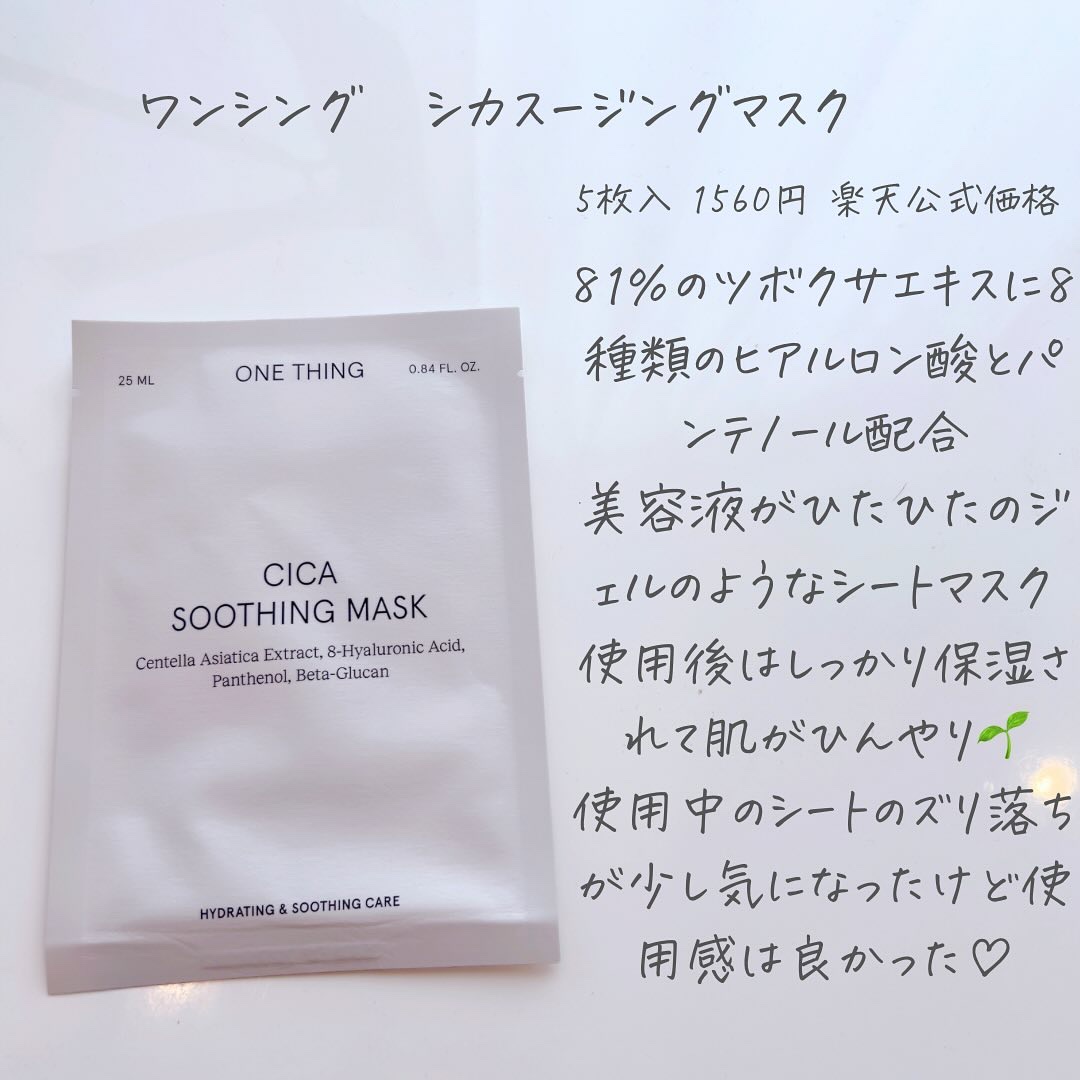 ワンシング　シカスージングマスク
5枚入 1560円 楽天公式価格
81%のツボクサエキスに8
種類のヒアルロン酸とパ
ンテノール配合
美容液がひたひたのジ
ェルのようなシートマスク
使用後はしっかり保湿さ
れて肌がひんやり🌱
使用中のシートのズリ落ち
が少し気になったけど使
用感は良かった♡
25 ML ONE THING 0.84 FL. OZ.
CICA
SOOTHING MASK
Centella Asiatica Extract, 8-Hyaluronic Acid,
Panthenol, Beta-Glucan
HYDRATING & SOOTHING CARE